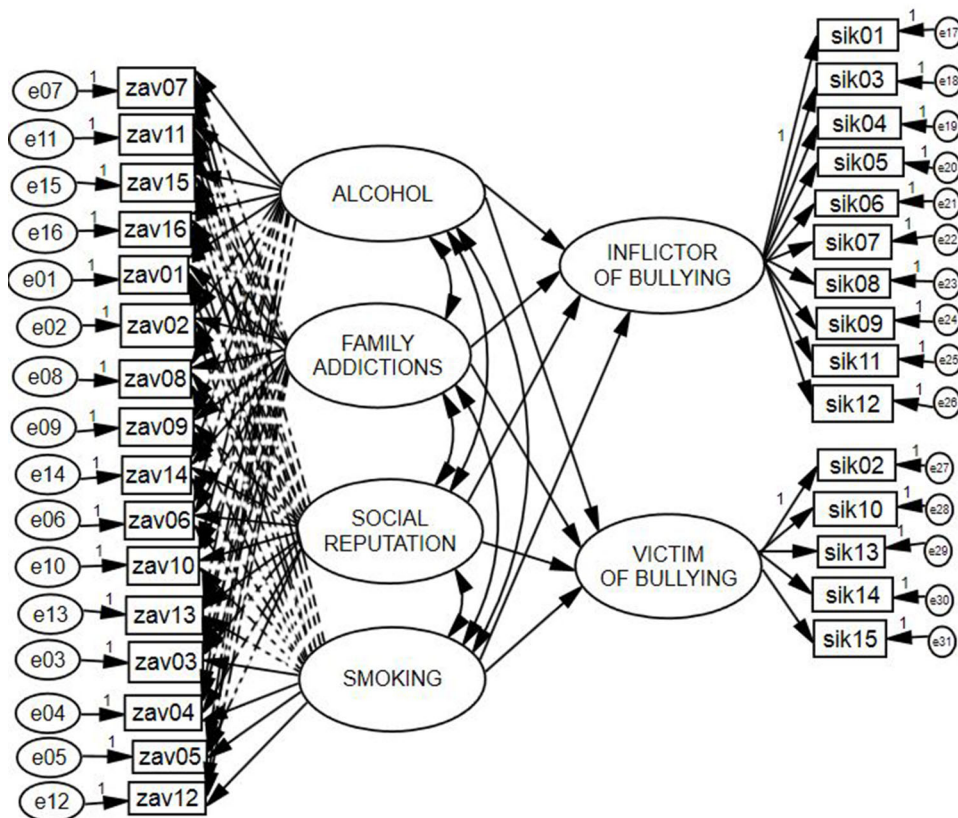 e07 1 zav07
e11 1 zav11
e15 1 zav15
e16 1 zav16
e01 1 zav01
e02 1 zav02
e08 1 zav08
e09 1 zav09
e14 1 zav14
e06 1 zav06
e10 1 zav10
e13 1 zav13
e03 1 zav03
e04 1 zav04
e05 1 zav05
e12 1 zav12
ALCOHOL
FAMILY
ADDICTIONS
SOCIAL
REPUTATION
SMOKING
INFLICTOR
OF BULLYING
VICTIM
OF BULLYING
1
sik01 1 e17
sik03 1 e18
sik04 1 e19
sik05 1 e20
sik06 1 e21
sik07 1 e22
sik08 1 e23
sik09 1 e24
sik11 1 e25
sik12 1 e26
1
sik02 1 e27
sik10 1 e28
sik13 1 e29
sik14 1 e30
sik15 1 e31